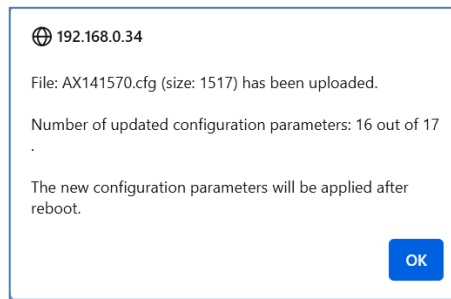 192.168.0.34
File: AX141570.cfg (size: 1517) has been uploaded.
Number of updated configuration parameters: 16 out of 17
.
The new configuration parameters will be applied after
reboot.
OK